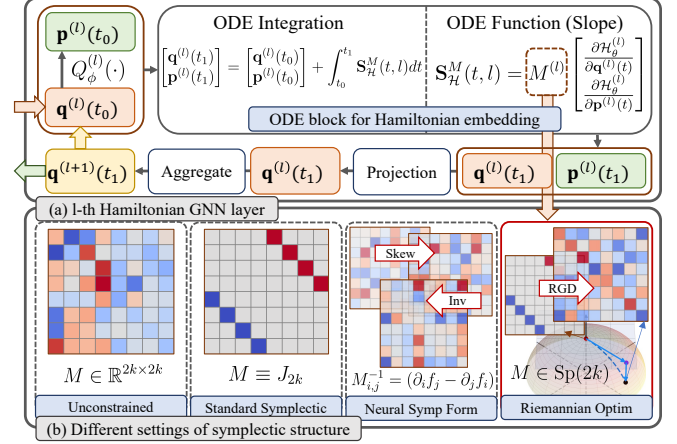 p^{(l)}(t_0)
Q_ϕ^{(l)}(·)
q^{(l)}(t_0)
ODE Integration
[q^{(l)}(t_1) p^{(l)}(t_1)] = [q^{(l)}(t_0) p^{(l)}(t_0)] + ∫_{t_0}^{t_1} S_ℋ^M(t, l)dt
ODE Function (Slope)
S_ℋ^M(t, l) = M^{(l)} [∂ℋ_θ^{(l)}/∂q^{(l)}(t) ∂ℋ_θ^{(l)}/∂p^{(l)}(t)]
ODE block for Hamiltonian embedding
q^{(l+1)}(t_1)
Aggregate
q^{(l)}(t_1)
Projection
q^{(l)}(t_1)
p^{(l)}(t_1)
(a) l-th Hamiltonian GNN layer
M ∈ ℝ^{2k×2k}
Unconstrained
M ≡ J_{2k}
Standard Symplectic
Skew
Inv
M_{i,j}^{-1} = (∂_i f_j − ∂_j f_i)
Neural Symp Form
RGD
M ∈ Sp(2k)
Riemannian Optim
(b) Different settings of symplectic structure